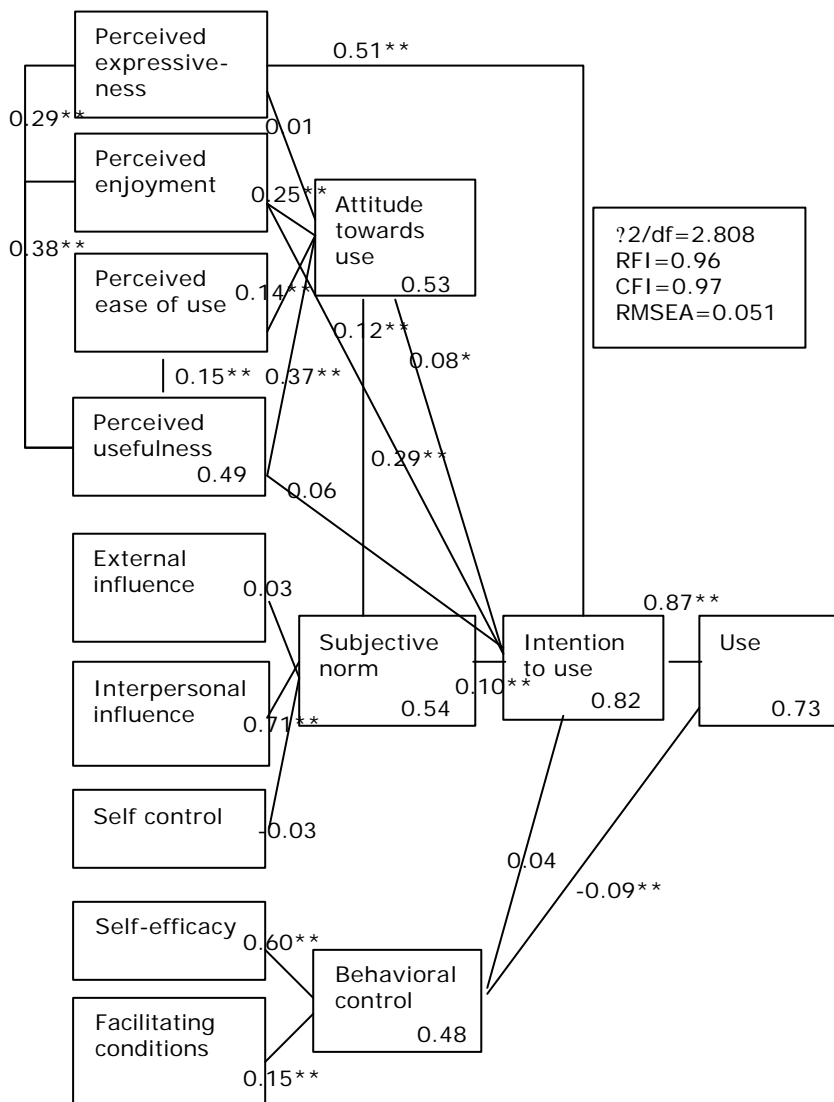 Perceived
expressive-
ness
0.51**
0.29**
0.01
Perceived
enjoyment
0.25**
Attitude
towards
use
0.53
?2/df=2.808
RFI=0.96
CFI=0.97
RMSEA=0.051
0.38**
Perceived
ease of use
0.14**
0.12**
0.08*
0.15**
0.37**
Perceived
usefulness
0.49
0.29**
0.06
External
influence
0.03
Subjective
norm
0.54
0.10**
Intention
to use
0.82
0.87**
Use
0.73
Interpersonal
influence
0.71**
Self control
-0.03
0.04
-0.09**
Self-efficacy
0.60**
Behavioral
control
0.48
Facilitating
conditions
0.15**